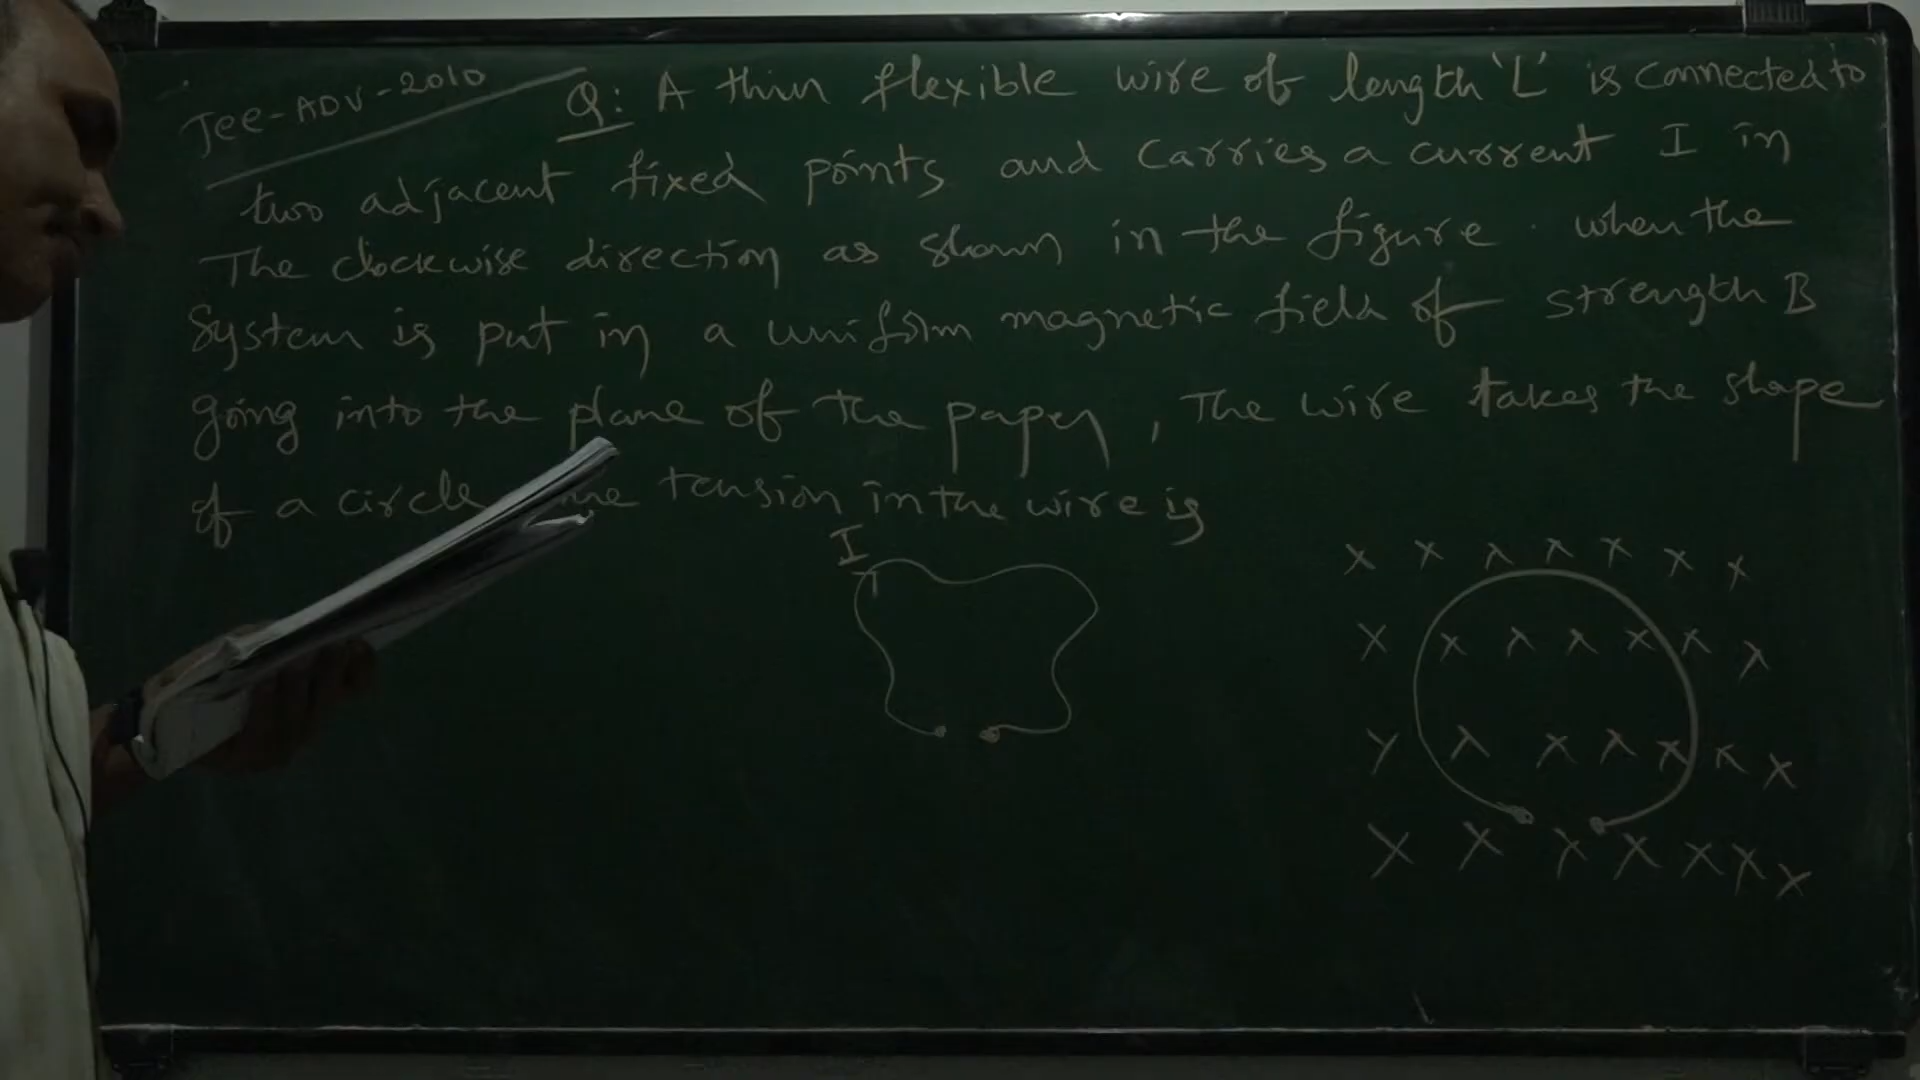 Jee-ADV-2010
Q: A thin flexible wire of length 'L' is connected to
two adjacent fixed points and carries a current I in
The clockwise direction as shown in the figure. when the
System is put in a uniform magnetic field of strength B
going into the plane of the paper, The wire takes the shape
of a circle tension in the wire is
I
x x x x x x x
x x x x x x x
x x x x x x x
x x x x x x x